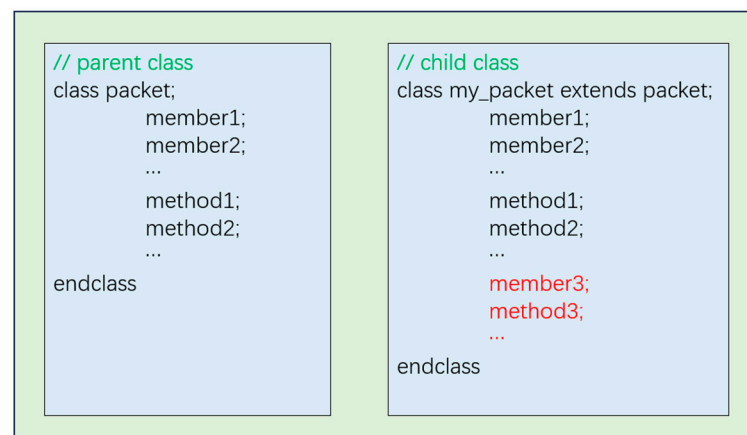 // parent class
class packet;
member1;
member2;
...
method1;
method2;
...
endclass
// child class
class my_packet extends packet;
member1;
member2;
...
method1;
method2;
...
member3;
method3;
...
endclass